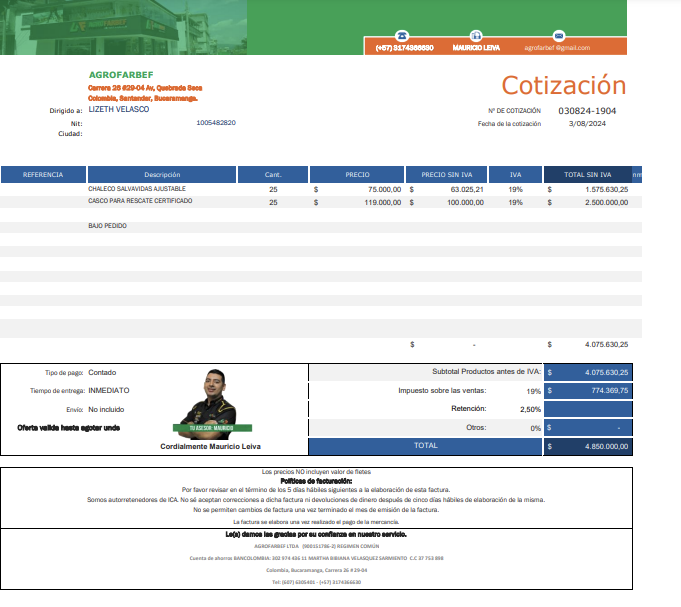 AGROFARBEF
(+57) 3174366630 MAURICIO LEIVA agrofarbef@gmail.com
AGROFARBEF
Carrera 26 #29-04 Av, Quebrada Seca
Colombia, Santander, Bucaramanga.
Cotización
Dirigido a: LIZETH VELASCO
Nit: 1005482820
Ciudad:
Nº DE COTIZACIÓN 030824-1904
Fecha de la cotización 3/08/2024
REFERENCIA Descripción Cant. PRECIO PRECIO SIN IVA IVA TOTAL SIN IVA
CHALECO SALVAVIDAS AJUSTABLE 25 $ 75.000,00 $ 63.025,21 19% $ 1.575.630,25
CASCO PARA RESCATE CERTIFICADO 25 $ 119.000,00 $ 100.000,00 19% $ 2.500.000,00
BAJO PEDIDO
$ - $ 4.075.630,25
Tipo de pago: Contado
Tiempo de entrega: INMEDIATO
Envío: No incluido
Oferta valida hasta agotar unds
TU ASESOR: MAURICIO
Cordialmente Mauricio Leiva
Subtotal Productos antes de IVA: $ 4.075.630,25
Impuesto sobre las ventas: 19% $ 774.369,75
Retención: 2,50%
Otros: 0% $ -
TOTAL $ 4.850.000,00
Los precios NO incluyen valor de fletes
Políticas de facturación:
Por favor revisar en el término de los 5 días hábiles siguientes a la elaboración de esta factura.
Somos autorretenedores de ICA. No sé aceptan correcciones a dicha factura ni devoluciones de dinero después de cinco días hábiles de elaboración de la misma.
No se permiten cambios de factura una vez terminado el mes de emisión de la factura.
La factura se elabora una vez realizado el pago de la mercancía.
Le(s) damos las gracias por su confianza en nuestro servicio.
AGROFARBEF LTDA (900151786-2) REGIMEN COMÚN
Cuenta de ahorros BANCOLOMBIA: 302 974 436 11 MARTHA BIBIANA VELASQUEZ SARMIENTO C.C 37 753 898
Colombia, Bucaramanga, Carrera 26 # 29-04
Tel: (607) 6305401 - (+57) 3174366630